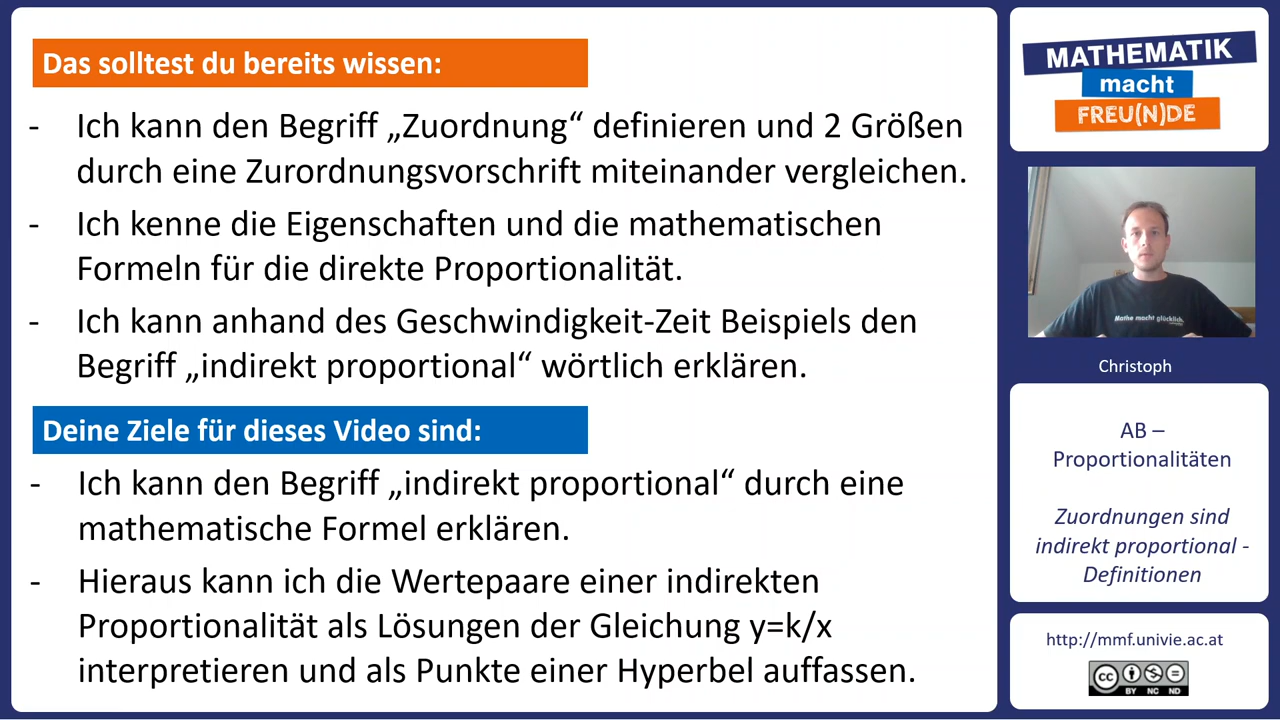 Das solltest du bereits wissen:
- Ich kann den Begriff „Zuordnung“ definieren und 2 Größen
durch eine Zurordnungsvorschrift miteinander vergleichen.
- Ich kenne die Eigenschaften und die mathematischen
Formeln für die direkte Proportionalität.
- Ich kann anhand des Geschwindigkeit-Zeit Beispiels den
Begriff „indirekt proportional“ wörtlich erklären.
Deine Ziele für dieses Video sind:
- Ich kann den Begriff „indirekt proportional“ durch eine
mathematische Formel erklären.
- Hieraus kann ich die Wertepaare einer indirekten
Proportionalität als Lösungen der Gleichung y=k/x
interpretieren und als Punkte einer Hyperbel auffassen.
MATHEMATIK
macht
FREU(N)DE
Mathe macht glücklich.
Christoph
AB –
Proportionalitäten
Zuordnungen sind
indirekt proportional -
Definitionen
http://mmf.univie.ac.at
cc
BY NC ND